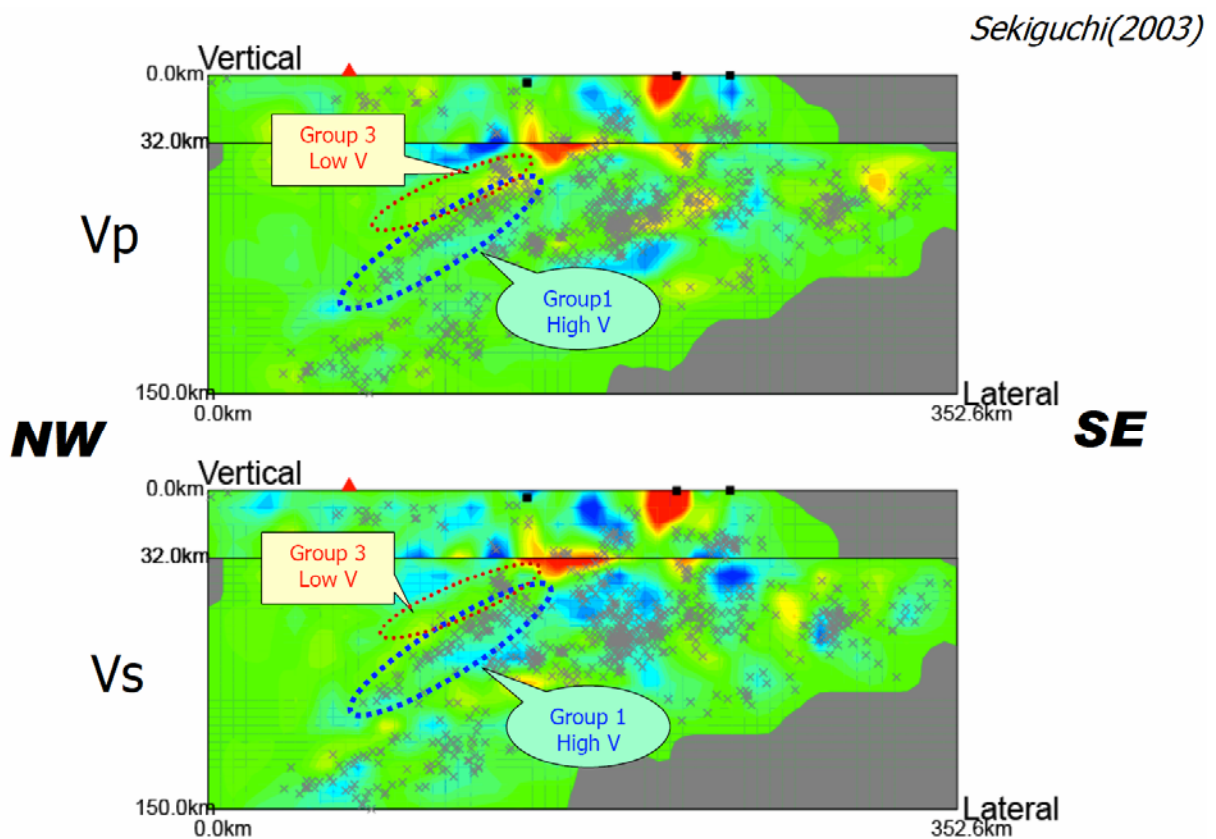 Sekiguchi(2003)
Vertical
0.0km
32.0km
Group 3
Low V
Vp
Group1
High V
150.0km
0.0km
Lateral
352.6km
NW
SE
Vertical
0.0km
32.0km
Group 3
Low V
Vs
Group 1
High V
150.0km
0.0km
Lateral
352.6km